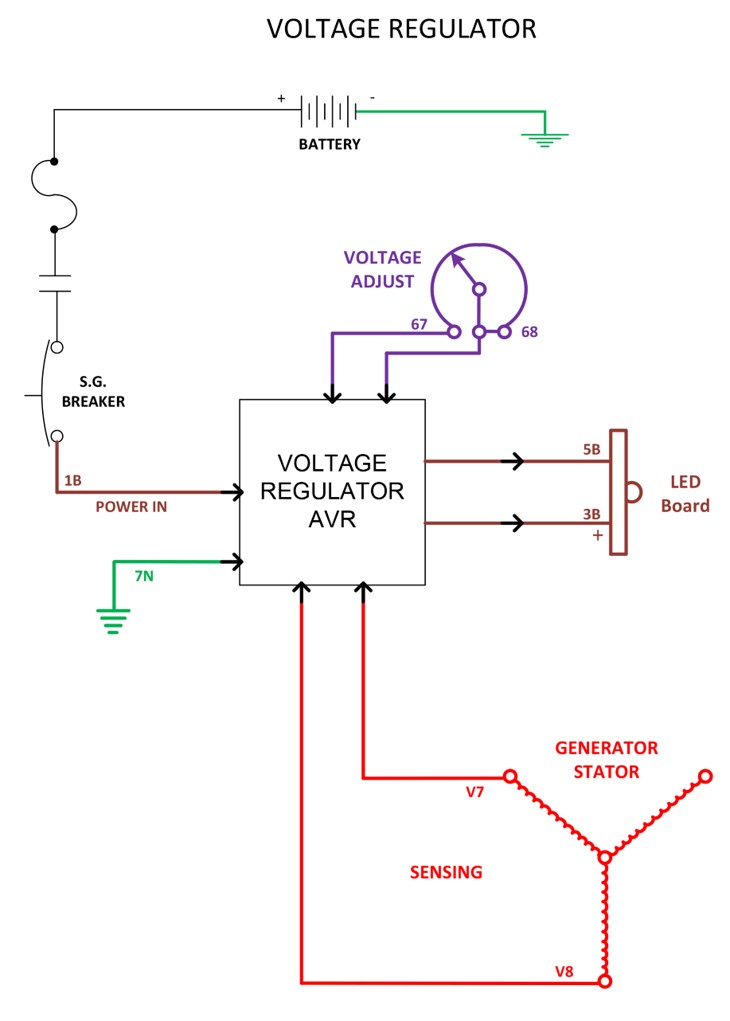 VOLTAGE REGULATOR
+
-
BATTERY
VOLTAGE
ADJUST
67
68
S.G.
BREAKER
1B
POWER IN
VOLTAGE
REGULATOR
AVR
5B
3B
+
LED
Board
7N
GENERATOR
STATOR
V7
SENSING
V8